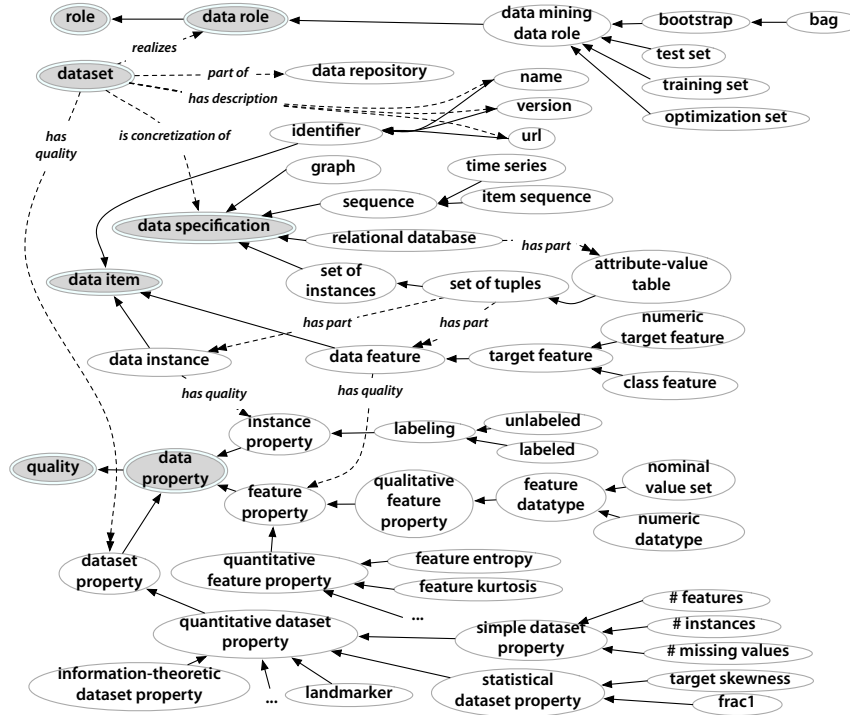 role
data role
data mining
data role
bootstrap
bag
realizes
test set
dataset
part of
data repository
name
training set
has description
version
optimization set
has
quality
is concretization of
identifier
url
graph
time series
sequence
item sequence
data specification
relational database
has part
attribute-value
table
data item
set of
instances
set of tuples
has part
has part
numeric
target feature
data instance
data feature
target feature
class feature
has quality
has quality
instance
property
labeling
unlabeled
labeled
quality
data
property
feature
property
qualitative
feature
property
feature
datatype
nominal
value set
numeric
datatype
dataset
property
quantitative
feature property
feature entropy
feature kurtosis
...
# features
quantitative dataset
property
simple dataset
property
# instances
# missing values
information-theoretic
dataset property
...
landmarker
statistical
dataset property
target skewness
frac1